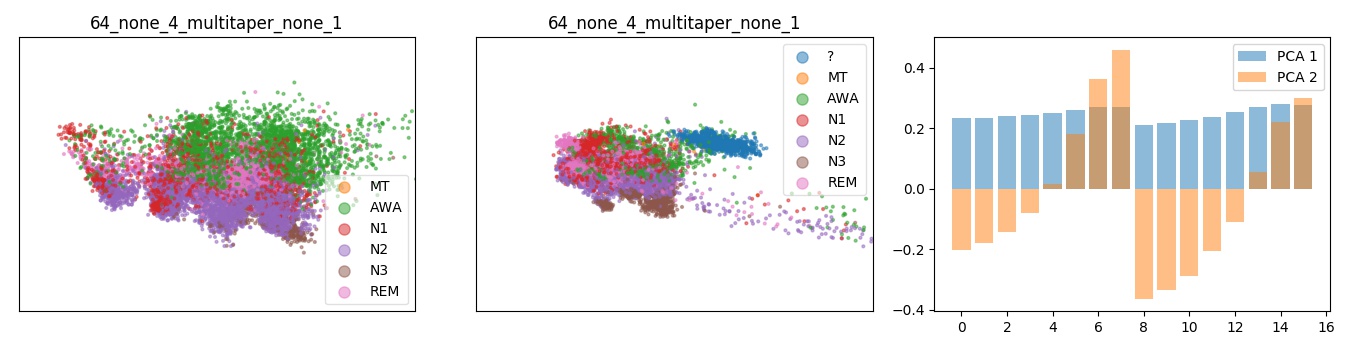 64_none_4_multitaper_none_1
MT
AWA
N1
N2
N3
REM
64_none_4_multitaper_none_1
?
MT
AWA
N1
N2
N3
REM
PCA 1
PCA 2
0.4
0.2
0.0
−0.2
−0.4
0 2 4 6 8 10 12 14 16